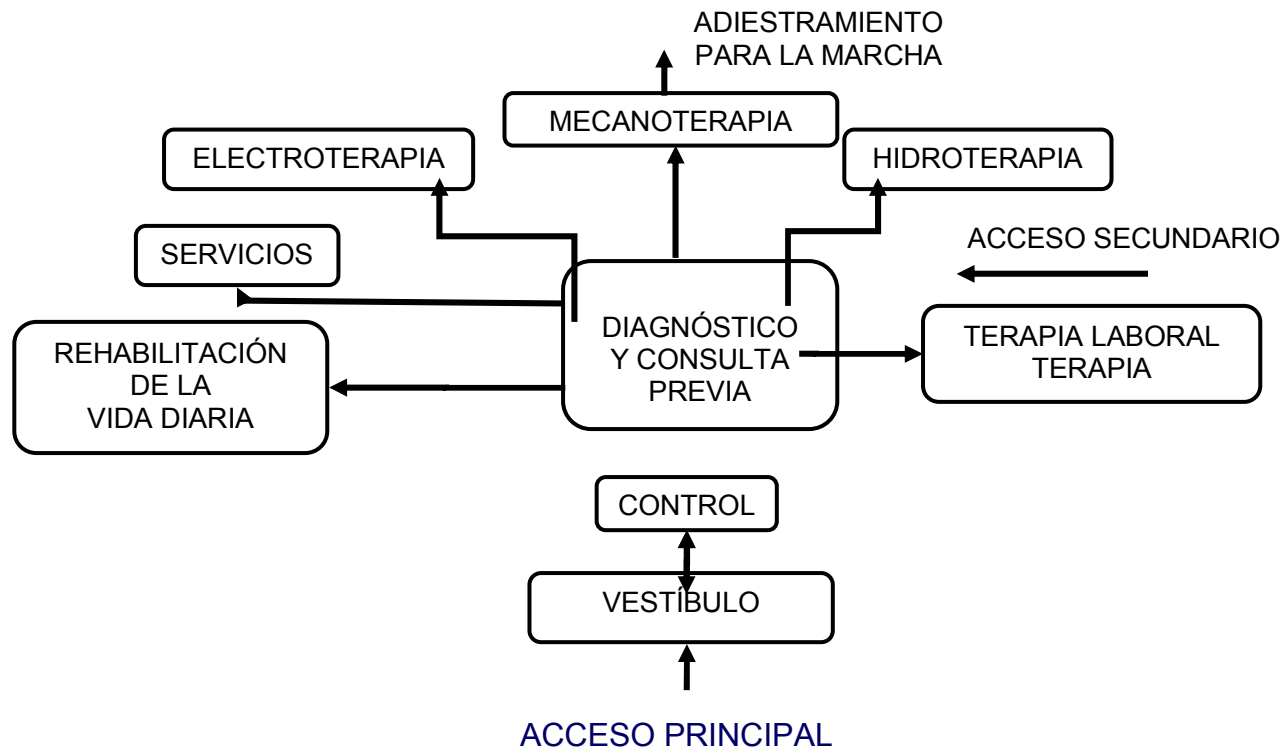 ADIESTRAMIENTO
PARA LA MARCHA
MECANOTERAPIA
ELECTROTERAPIA
HIDROTERAPIA
SERVICIOS
ACCESO SECUNDARIO
REHABILITACIÓN
DE LA
VIDA DIARIA
DIAGNÓSTICO
Y CONSULTA
PREVIA
TERAPIA LABORAL
TERAPIA
CONTROL
VESTÍBULO
ACCESO PRINCIPAL